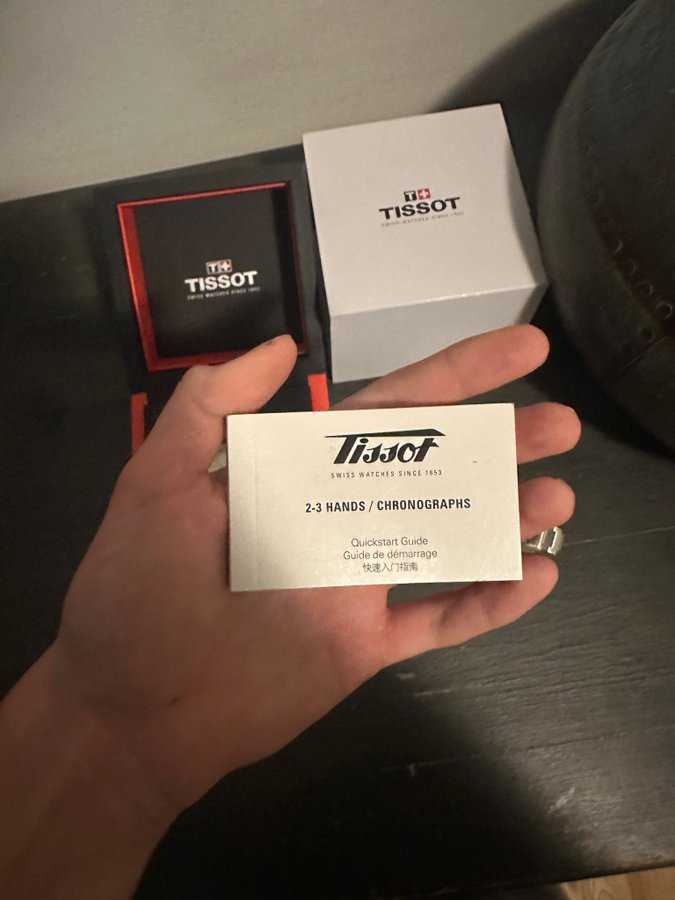 T+
TISSOT
SWISS WATCHES SINCE 1853
T+
TISSOT
SWISS WATCHES SINCE 1853
Tissot
SWISS WATCHES SINCE 1853
2-3 HANDS / CHRONOGRAPHS
Quickstart Guide
Guide de démarrage
快速入门指南